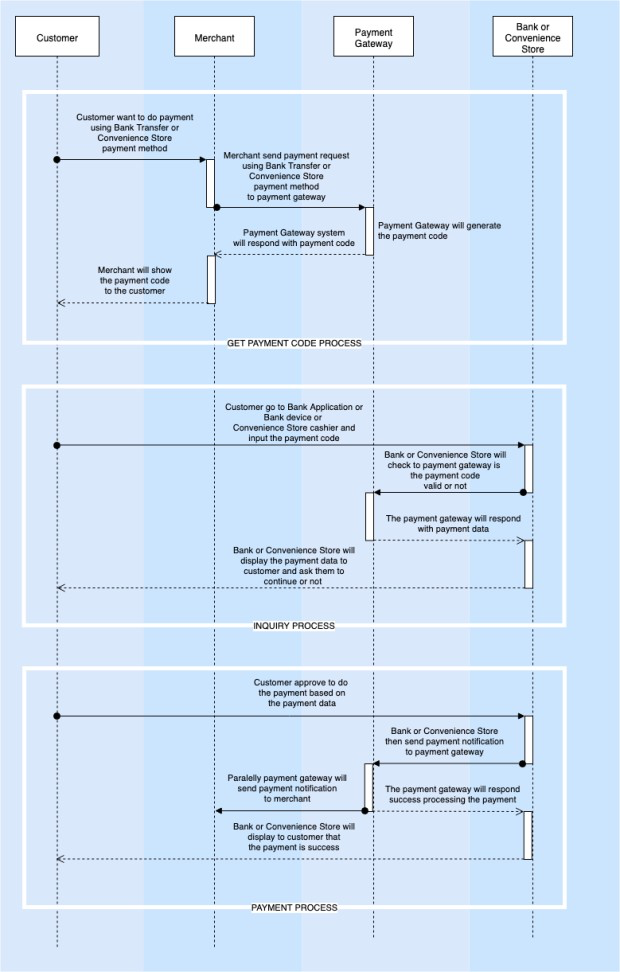 Customer
Merchant
Payment
Gateway
Bank or
Convenience
Store
Customer want to do payment
using Bank Transfer or
Convenience Store
payment method
Merchant send payment request
using Bank Transfer or
Convenience Store
payment method
to payment gateway
Payment Gateway will generate
the payment code
Payment Gateway system
will respond with payment code
Merchant will show
the payment code
to the customer
GET PAYMENT CODE PROCESS
Customer go to Bank Application or
Bank device or
Convenience Store cashier and
input the payment code
Bank or Convenience Store will
check to payment gateway is
the payment code
valid or not
The payment gateway will respond
with payment data
Bank or Convenience Store will
display the payment data to
customer and ask them to
continue or not
INQUIRY PROCESS
Customer approve to do
the payment based on
the payment data
Bank or Convenience Store
then send payment notification
to payment gateway
Paralelly payment gateway will
send payment notification
to merchant
The payment gateway will respond
success processing the payment
Bank or Convenience Store will
display to customer that
the payment is success
PAYMENT PROCESS